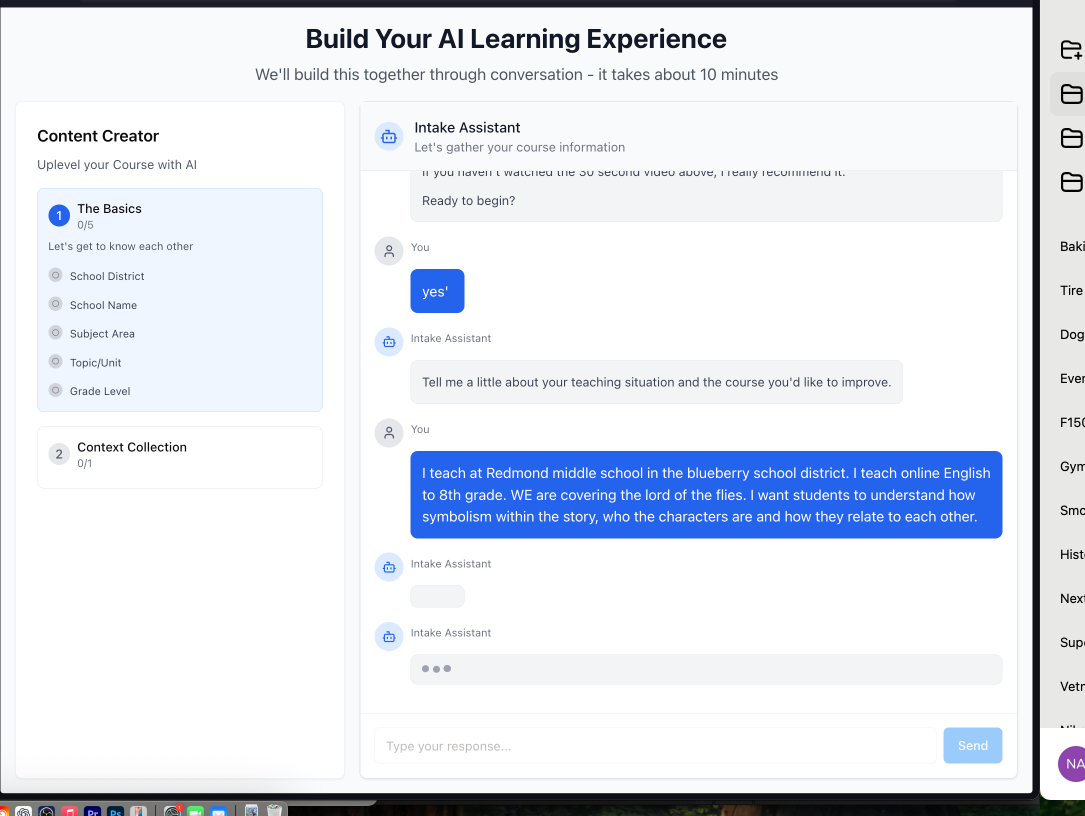 Build Your AI Learning Experience
We'll build this together through conversation - it takes about 10 minutes
Content Creator
Uplevel your Course with AI
1
The Basics
0/5
Let's get to know each other
School District
School Name
Subject Area
Topic/Unit
Grade Level
2
Context Collection
0/1
Intake Assistant
Let's gather your course information
If you haven't watched the 30 second video above, I really recommend it.
Ready to begin?
You
yes'
Intake Assistant
Tell me a little about your teaching situation and the course you'd like to improve.
You
I teach at Redmond middle school in the blueberry school district. I teach online English
to 8th grade. WE are covering the lord of the flies. I want students to understand how
symbolism within the story, who the characters are and how they relate to each other.
Intake Assistant
Intake Assistant
Type your response...
Send
Baki
Tire
Dog
Ever
F150
Gym
Smo
Hist
Next
Supe
Vetr
NA
Pr
Ps